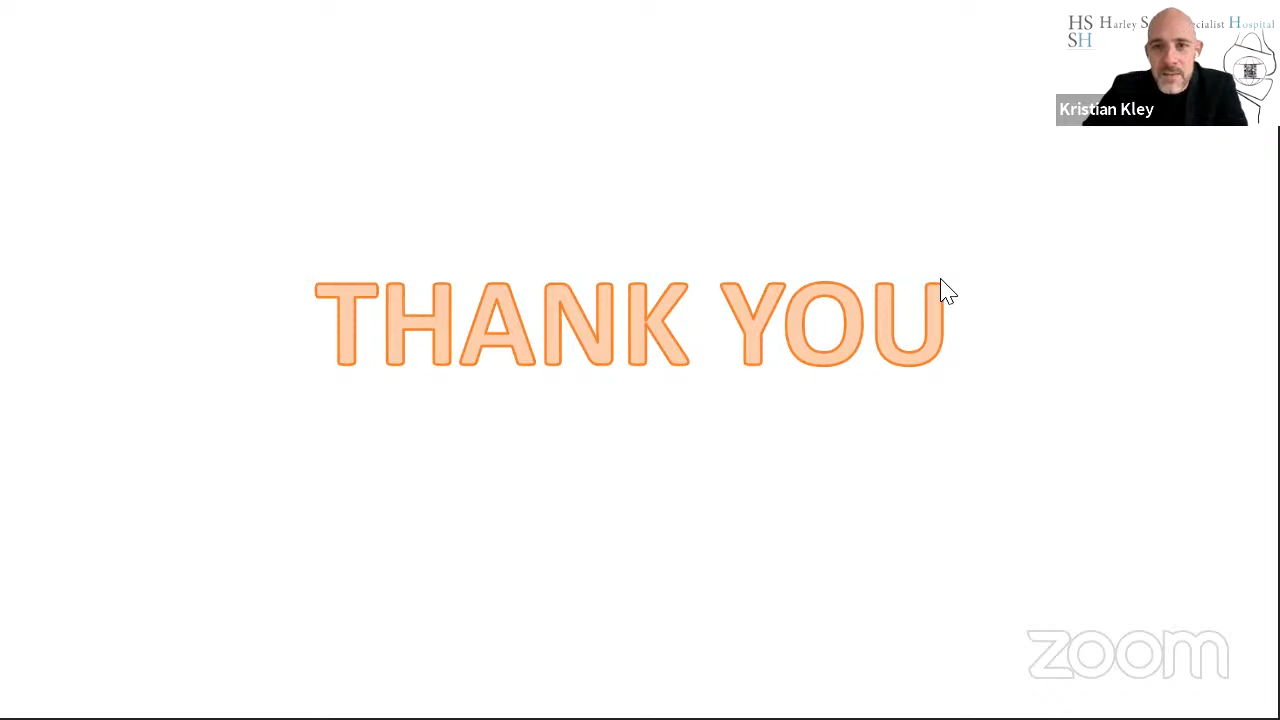 HS Harley S ecialist Hospital
SH
Kristian Kley
THANK YOU
zoom